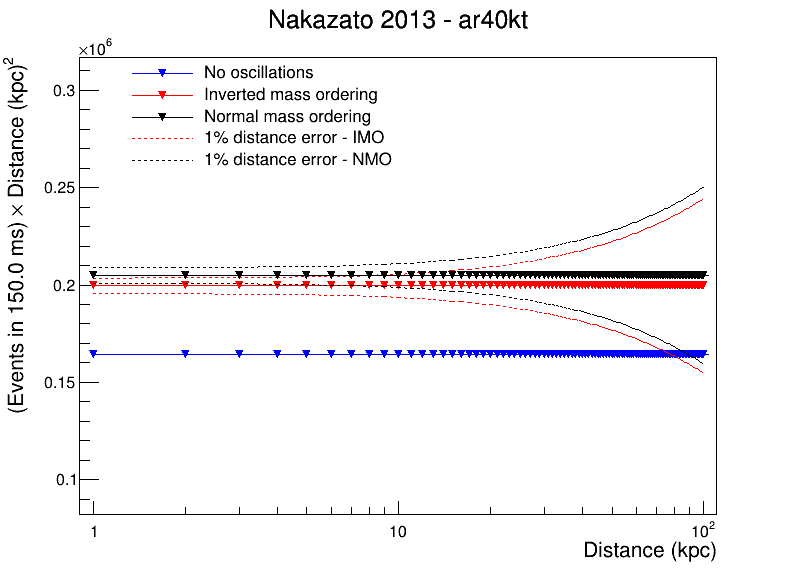 Nakazato 2013 - ar40kt
×10^6
(Events in 150.0 ms) × Distance (kpc)^2
No oscillations
Inverted mass ordering
Normal mass ordering
1% distance error - IMO
1% distance error - NMO
0.3
0.25
0.2
0.15
0.1
1 10 10^2
Distance (kpc)